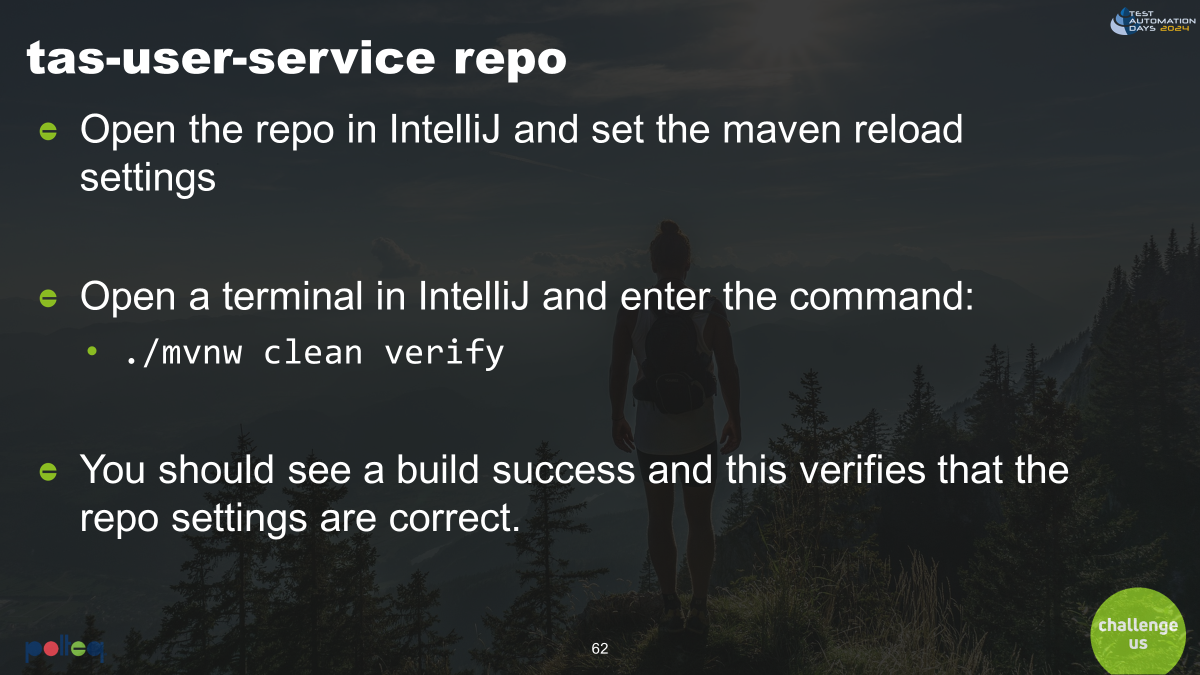 TEST
AUTOMATION
DAYS 2024
tas-user-service repo
Open the repo in IntelliJ and set the maven reload
settings
Open a terminal in IntelliJ and enter the command:
./mvnw clean verify
You should see a build success and this verifies that the
repo settings are correct.
polteq
62
challenge
us